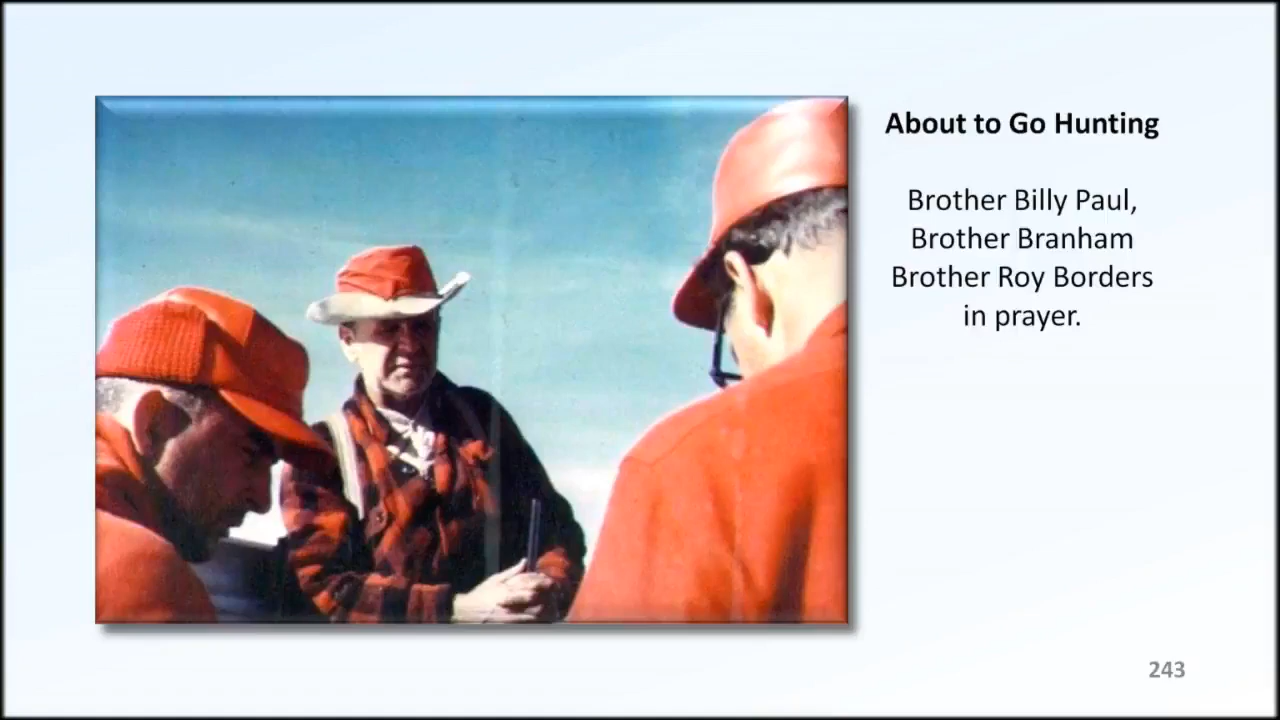 About to Go Hunting
Brother Billy Paul,
Brother Branham
Brother Roy Borders
in prayer.
243